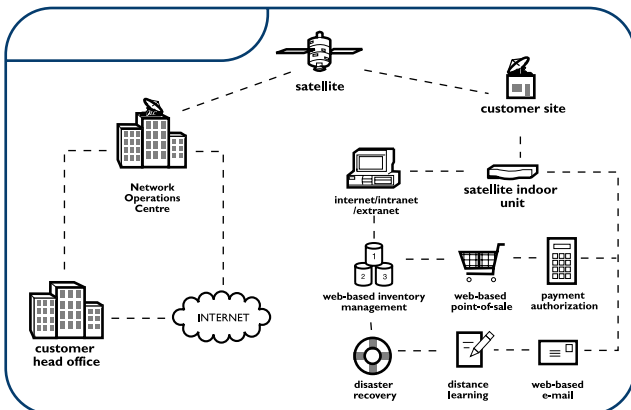 satellite
customer site
Network
Operations
Centre
internet/intranet
/extranet
satellite indoor
unit
1
2 3
web-based inventory
management
web-based
point-of-sale
payment
authorization
INTERNET
customer
head office
disaster
recovery
distance
learning
web-based
e-mail